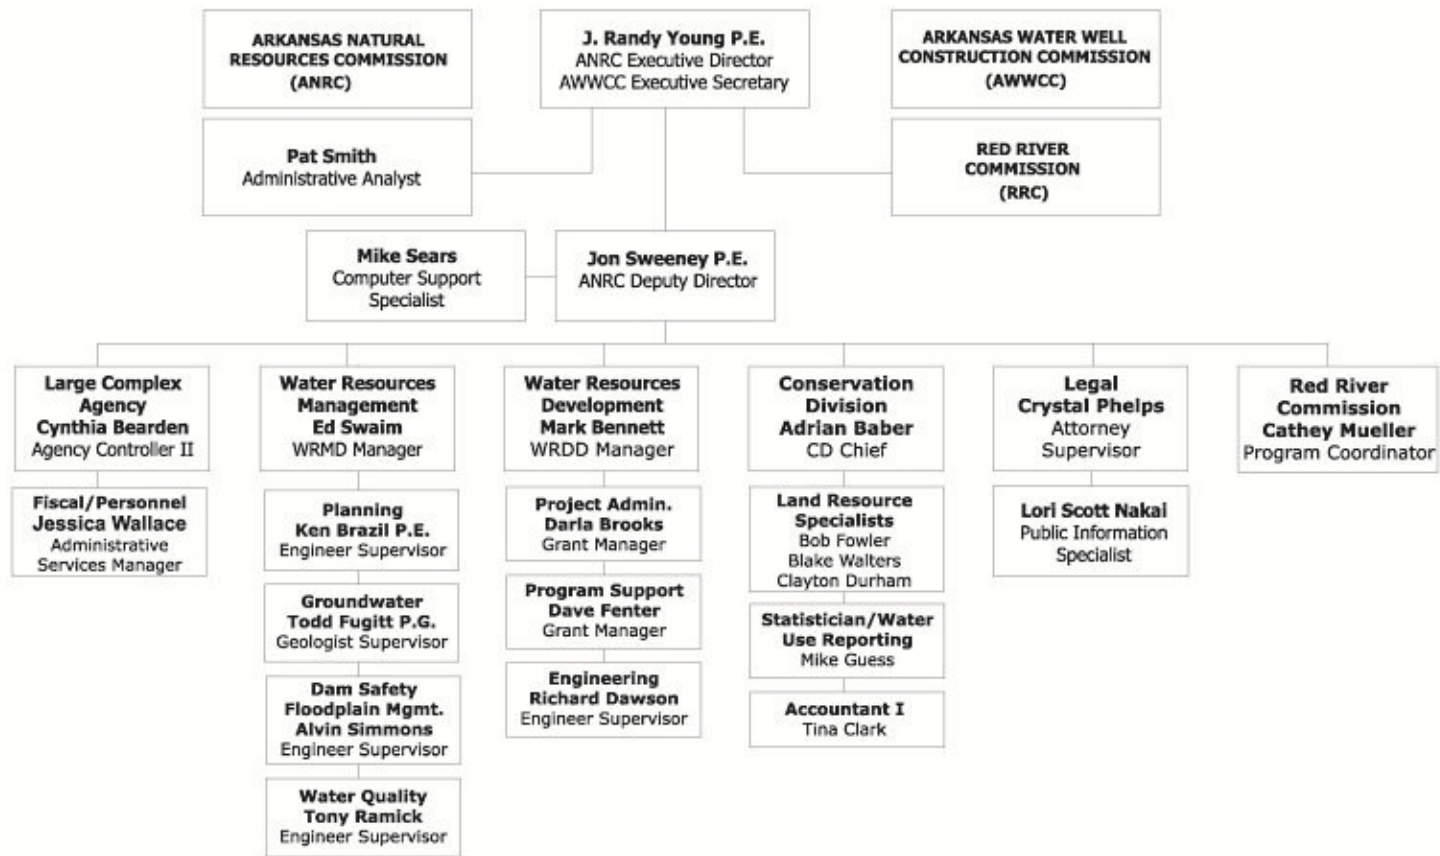 ARKANSAS NATURAL
RESOURCES COMMISSION
(ANRC)
J. Randy Young P.E.
ANRC Executive Director
AWWCC Executive Secretary
ARKANSAS WATER WELL
CONSTRUCTION COMMISSION
(AWWCC)
Pat Smith
Administrative Analyst
RED RIVER
COMMISSION
(RRC)
Mike Sears
Computer Support
Specialist
Jon Sweeney P.E.
ANRC Deputy Director
Large Complex
Agency
Cynthia Bearden
Agency Controller II
Fiscal/Personnel
Jessica Wallace
Administrative
Services Manager
Water Resources
Management
Ed Swaim
WRMD Manager
Planning
Ken Brazil P.E.
Engineer Supervisor
Groundwater
Todd Fugitt P.G.
Geologist Supervisor
Dam Safety
Floodplain Mgmt.
Alvin Simmons
Engineer Supervisor
Water Quality
Tony Ramick
Engineer Supervisor
Water Resources
Development
Mark Bennett
WRDD Manager
Project Admin.
Darla Brooks
Grant Manager
Program Support
Dave Fenter
Grant Manager
Engineering
Richard Dawson
Engineer Supervisor
Conservation
Division
Adrian Baber
CD Chief
Land Resource
Specialists
Bob Fowler
Blake Walters
Clayton Durham
Statistician/Water
Use Reporting
Mike Guess
Accountant I
Tina Clark
Legal
Crystal Phelps
Attorney
Supervisor
Lori Scott Nakai
Public Information
Specialist
Red River
Commission
Cathey Mueller
Program Coordinator